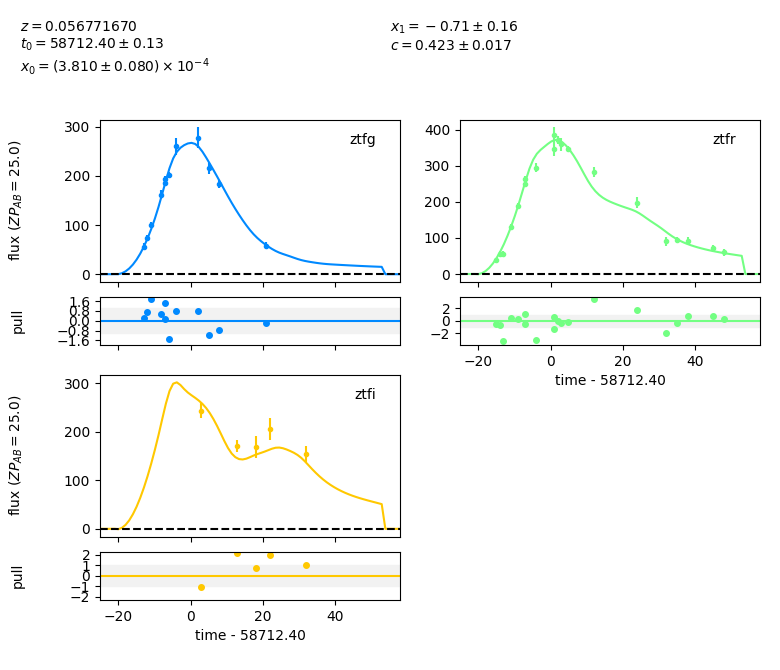 z = 0.056771670
t₀ = 58712.40 ± 0.13
x₀ = (3.810 ± 0.080) × 10⁻⁴
x₁ = −0.71 ± 0.16
c = 0.423 ± 0.017
flux (ZP_AB = 25.0)
300
200
100
0
ztfg
pull
1.6
0.8
0.0
−0.8
−1.6
400
300
200
100
0
ztfr
2
0
−2
−20 0 20 40
time - 58712.40
flux (ZP_AB = 25.0)
300
200
100
0
ztfi
pull
2
1
0
−1
−2
−20 0 20 40
time - 58712.40